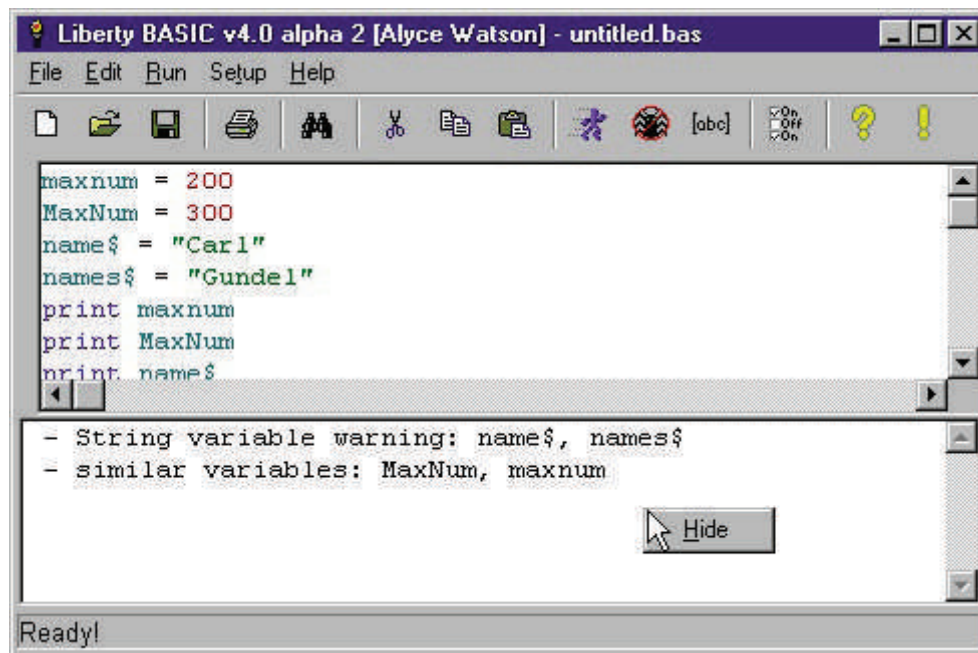 Liberty BASIC v4.0 alpha 2 [Alyce Watson] - untitled.bas
File Edit Run Setup Help
[abc] On Off On
maxnum = 200
MaxNum = 300
name$ = "Carl"
names$ = "Gundel"
print maxnum
print MaxNum
print name$
- String variable warning: name$, names$
- similar variables: MaxNum, maxnum
Hide
Ready!